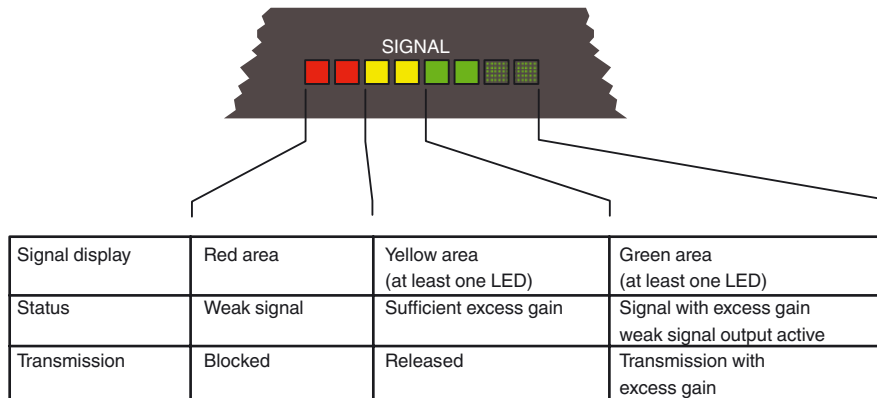 SIGNAL
Signal display
Red area
Yellow area
(at least one LED)
Green area
(at least one LED)
Status
Weak signal
Sufficient excess gain
Signal with excess gain
weak signal output active
Transmission
Blocked
Released
Transmission with
excess gain